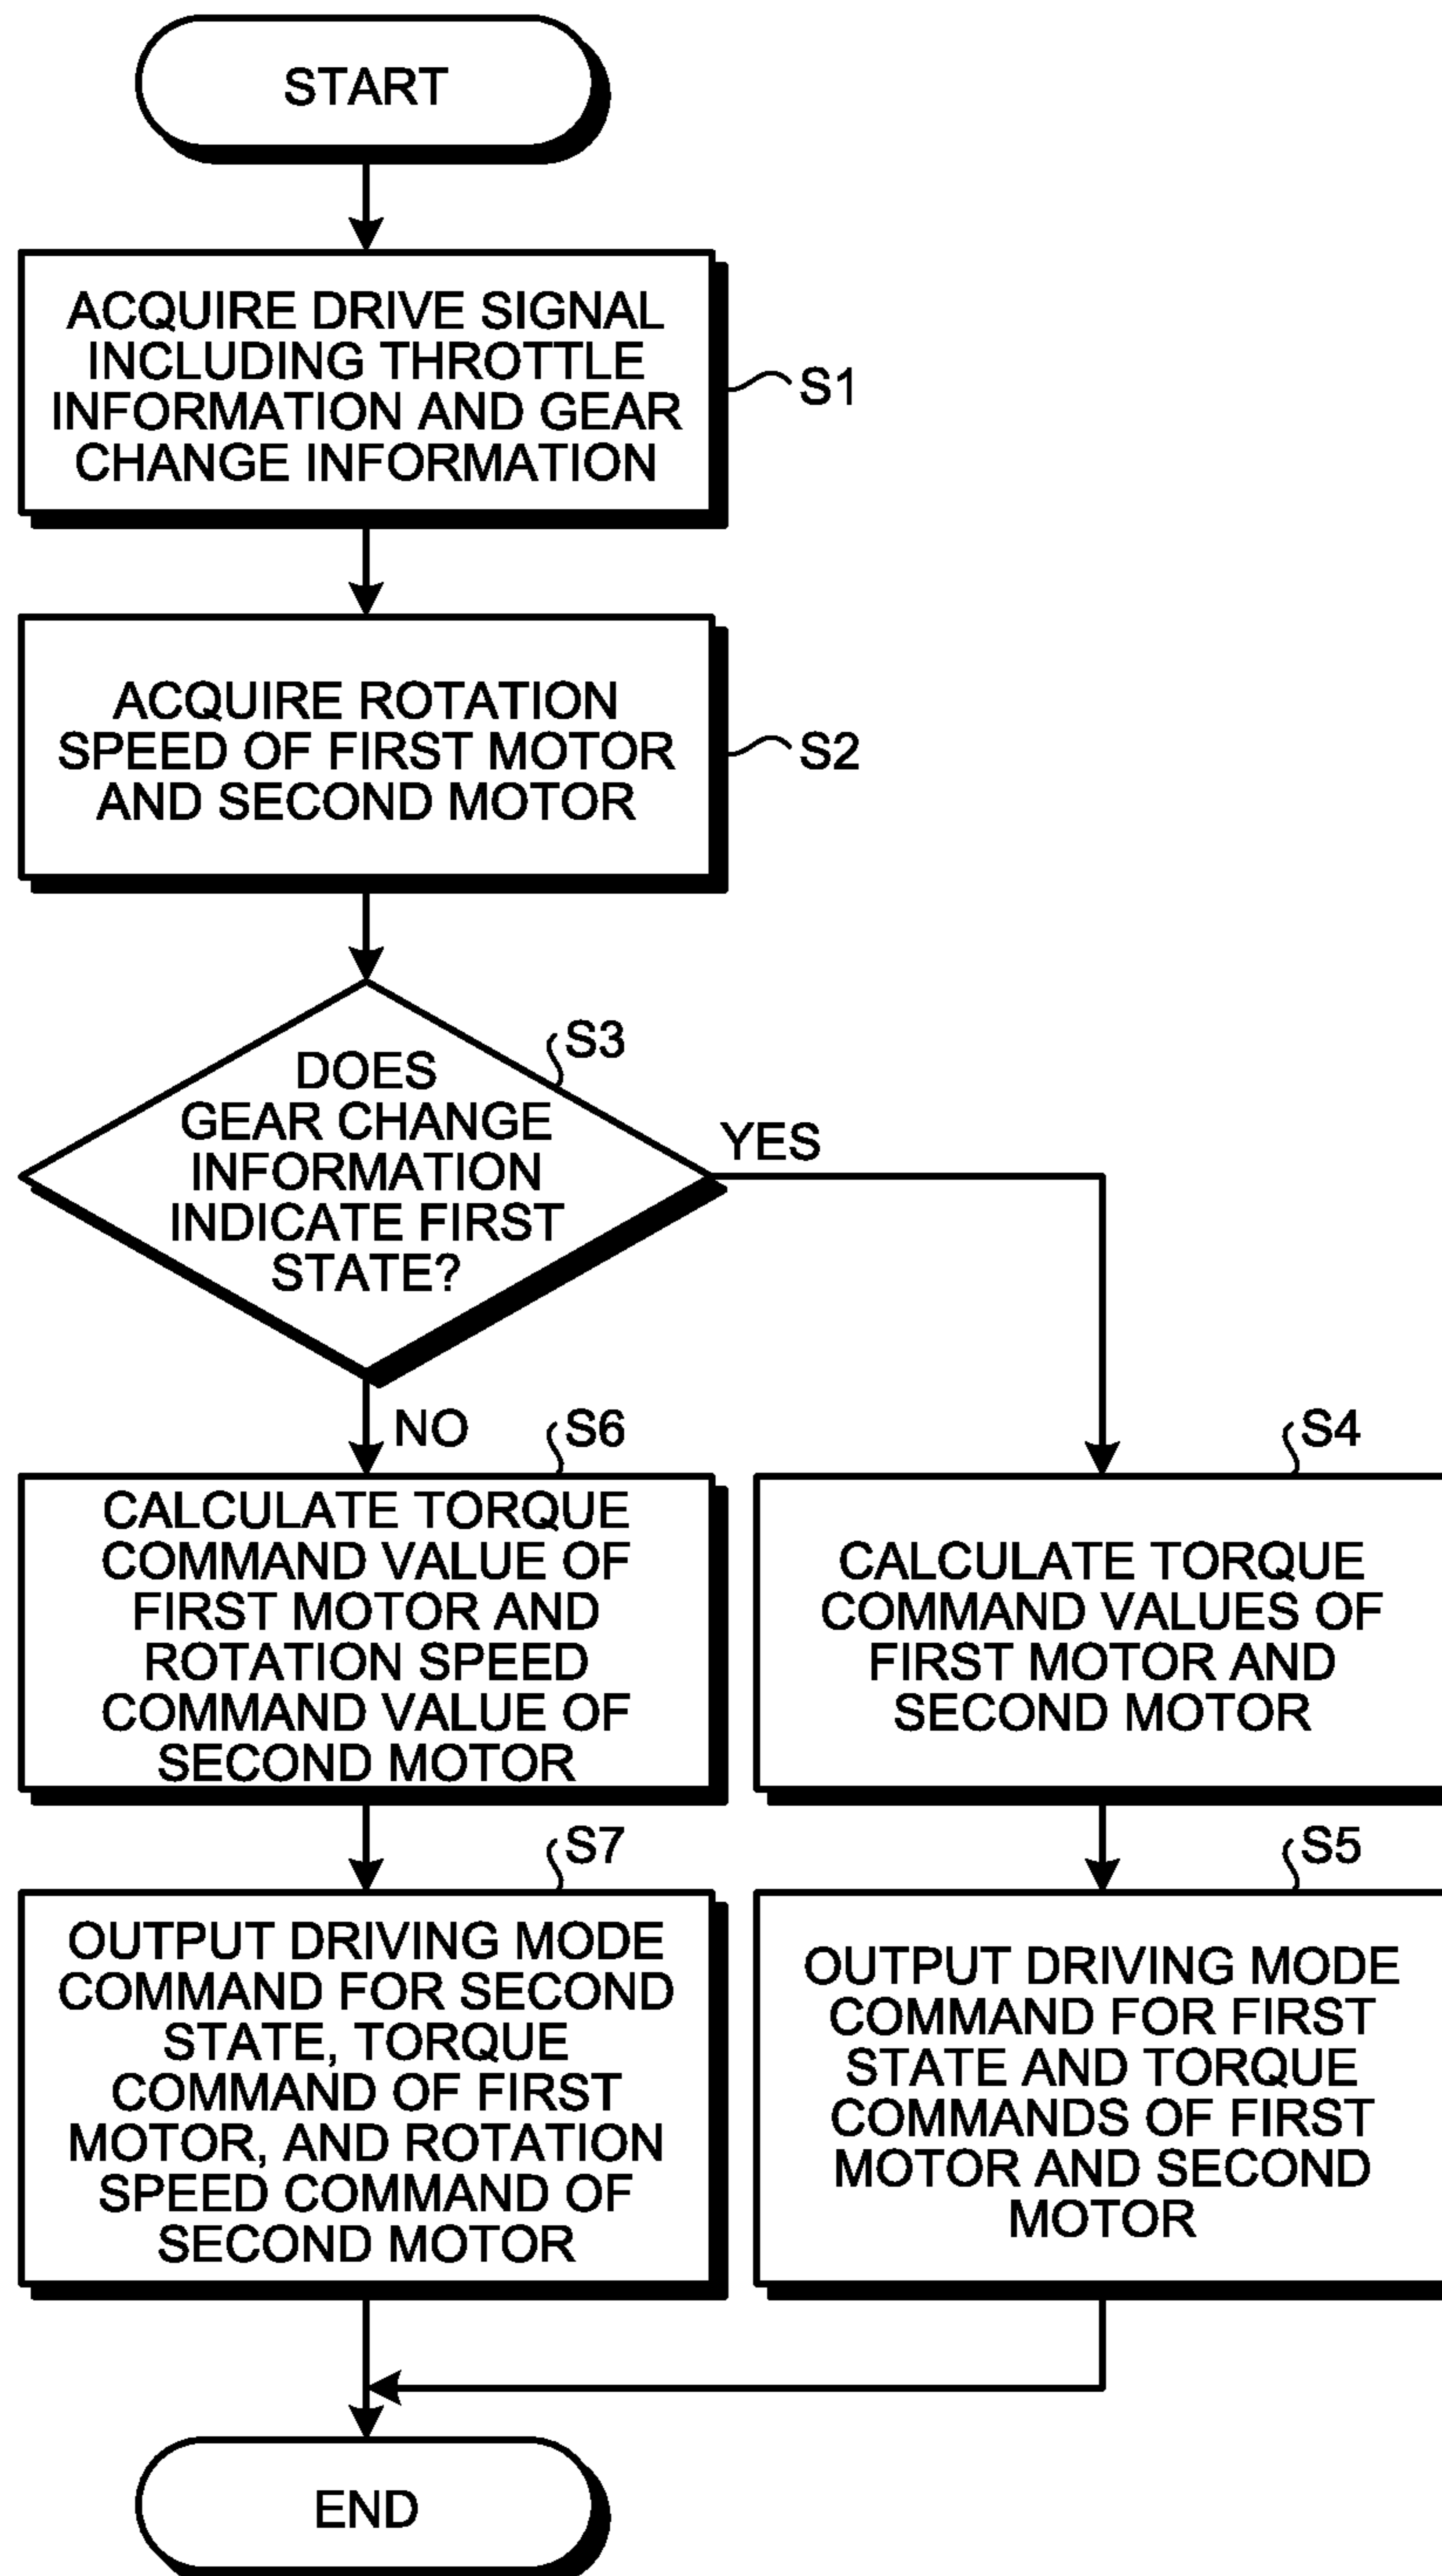 START
ACQUIRE DRIVE SIGNAL
INCLUDING THROTTLE
INFORMATION AND GEAR
CHANGE INFORMATION
S1
ACQUIRE ROTATION
SPEED OF FIRST MOTOR
AND SECOND MOTOR
S2
S3
DOES
GEAR CHANGE
INFORMATION
INDICATE FIRST
STATE?
YES
NO
S6
CALCULATE TORQUE
COMMAND VALUE OF
FIRST MOTOR AND
ROTATION SPEED
COMMAND VALUE OF
SECOND MOTOR
S4
CALCULATE TORQUE
COMMAND VALUES OF
FIRST MOTOR AND
SECOND MOTOR
S7
OUTPUT DRIVING MODE
COMMAND FOR SECOND
STATE, TORQUE
COMMAND OF FIRST
MOTOR, AND ROTATION
SPEED COMMAND OF
SECOND MOTOR
S5
OUTPUT DRIVING MODE
COMMAND FOR FIRST
STATE AND TORQUE
COMMANDS OF FIRST
MOTOR AND SECOND
MOTOR
END